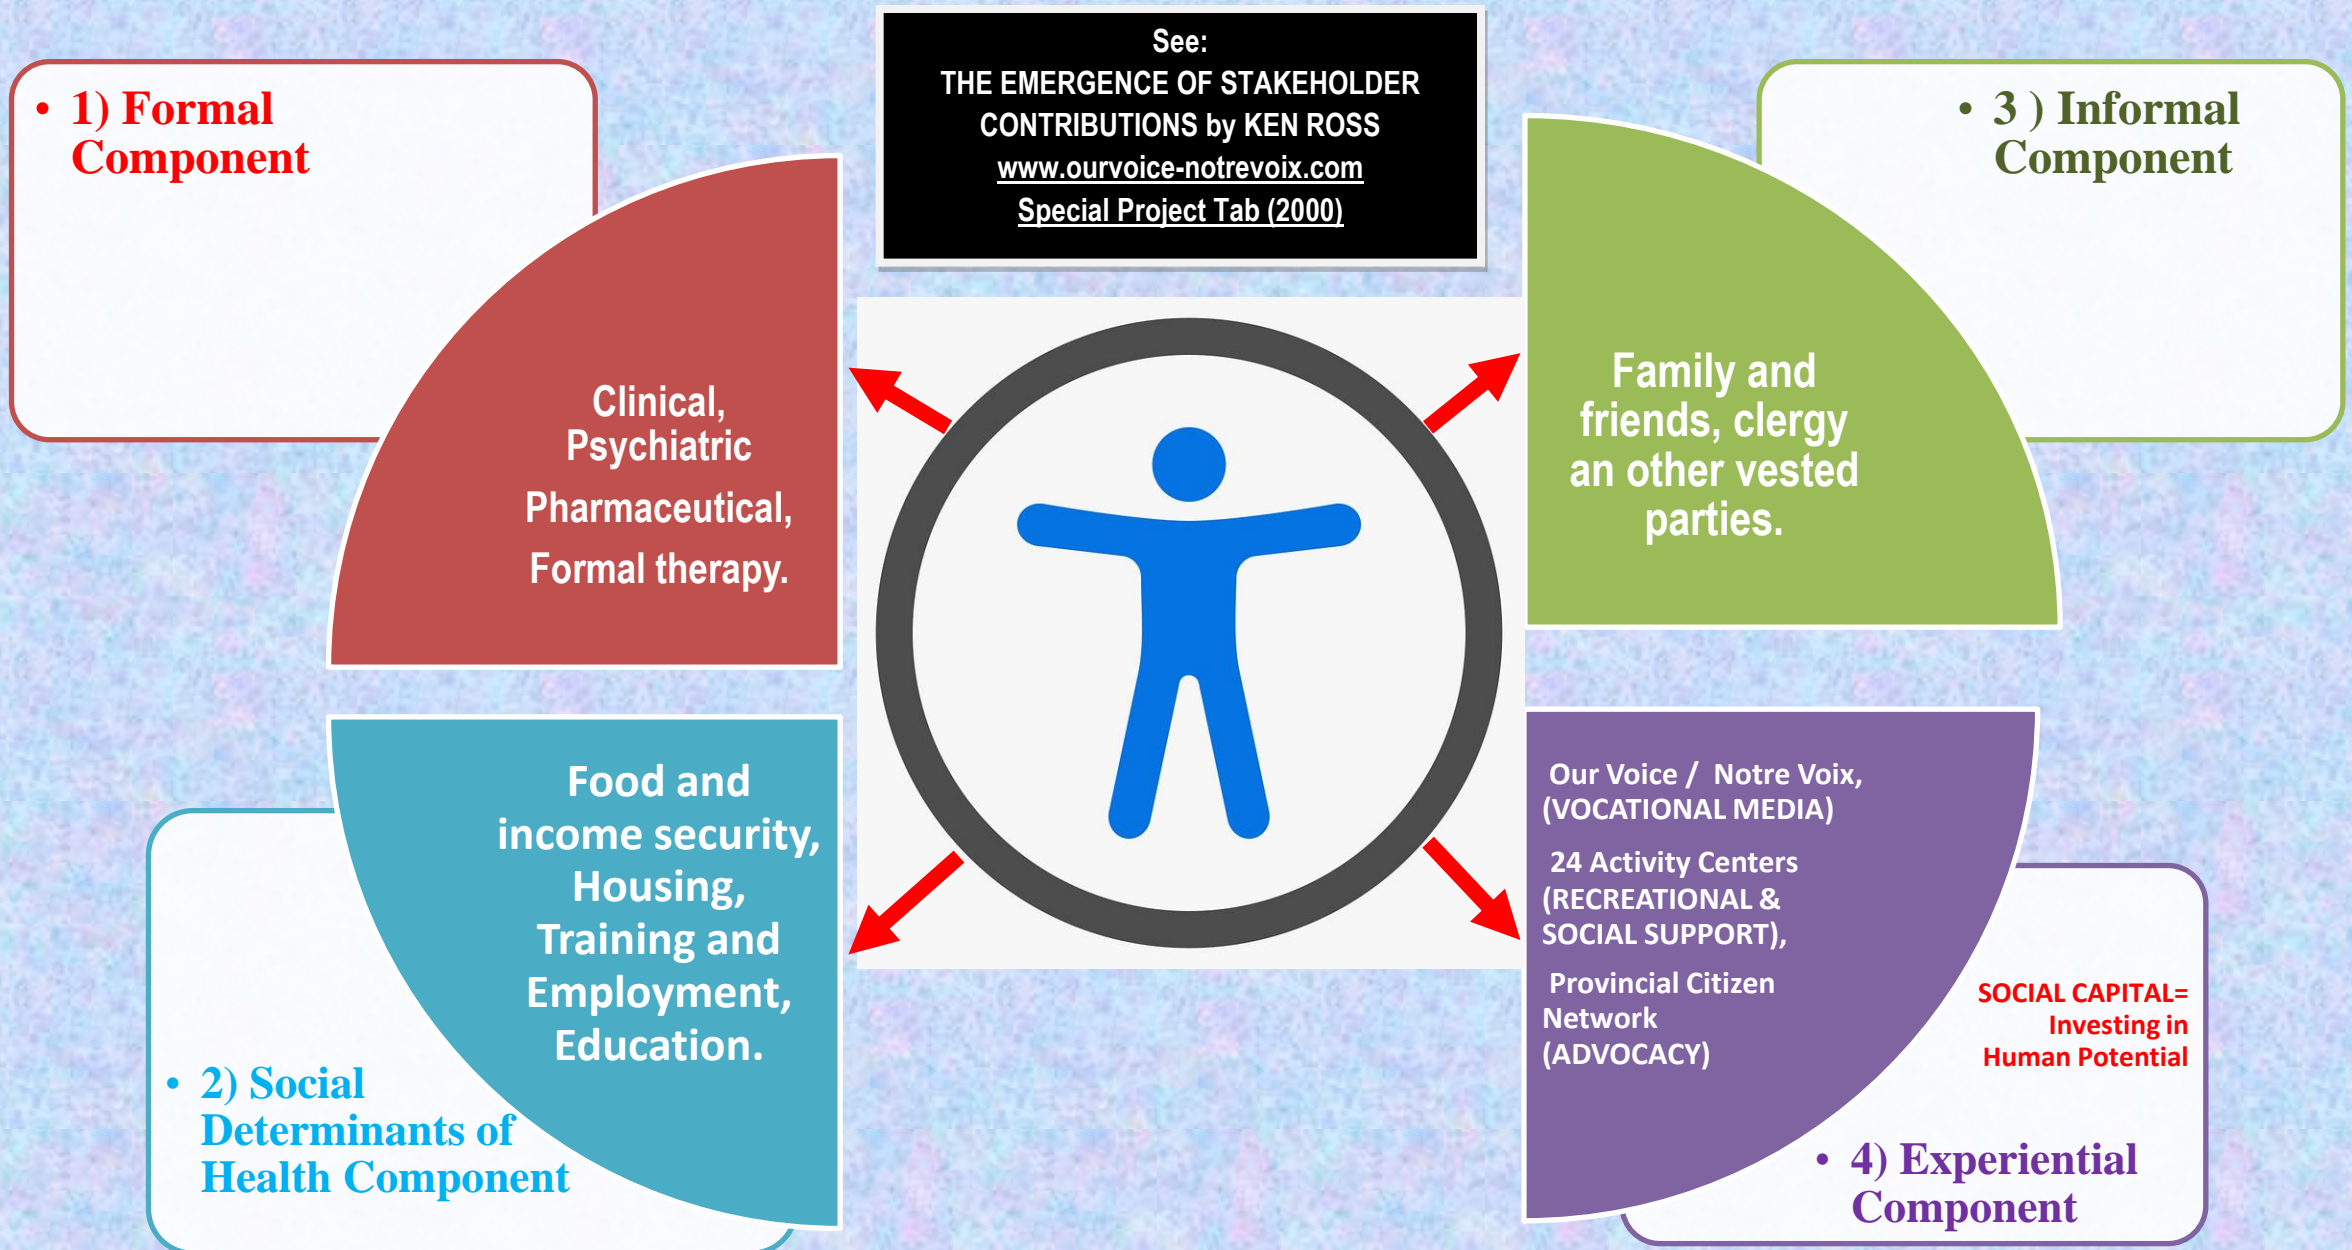 See:
THE EMERGENCE OF STAKEHOLDER
CONTRIBUTIONS by KEN ROSS
www.ourvoice-notrevoix.com
Special Project Tab (2000)
• 1) Formal
Component
Clinical,
Psychiatric
Pharmaceutical,
Formal therapy.
• 3 ) Informal
Component
Family and
friends, clergy
an other vested
parties.
Food and
income security,
Housing,
Training and
Employment,
Education.
• 2) Social
Determinants of
Health Component
Our Voice / Notre Voix,
(VOCATIONAL MEDIA)
24 Activity Centers
(RECREATIONAL &
SOCIAL SUPPORT),
Provincial Citizen
Network
(ADVOCACY)
SOCIAL CAPITAL=
Investing in
Human Potential
• 4) Experiential
Component